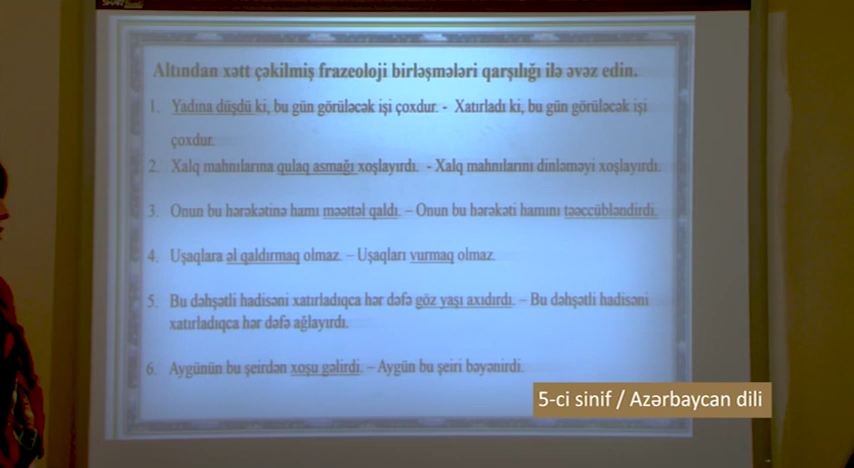 Altından xətt çəkilmiş frazeoloji birləşmələri qarşılığı ilə əvəz edin.
1. Yadına düşdü ki, bu gün görüləcək işi çoxdur. - Xatırladı ki, bu gün görüləcək işi
çoxdur.
2. Xalq mahnılarına qulaq asmağı xoşlayırdı. - Xalq mahnılarını dinləməyi xoşlayırdı.
3. Onun bu hərəkətinə hamı məəttəl qaldı. – Onun bu hərəkəti hamını təəccübləndirdi.
4. Uşaqlara əl qaldırmaq olmaz. – Uşaqları vurmaq olmaz.
5. Bu dəhşətli hadisəni xatırladıqca hər dəfə göz yaşı axıdırdı. – Bu dəhşətli hadisəni
xatırladıqca hər dəfə ağlayırdı.
6. Aygünün bu şeirdən xoşu gəlirdi. – Aygün bu şeiri bəyənirdi.
5-ci sinif / Azərbaycan dili